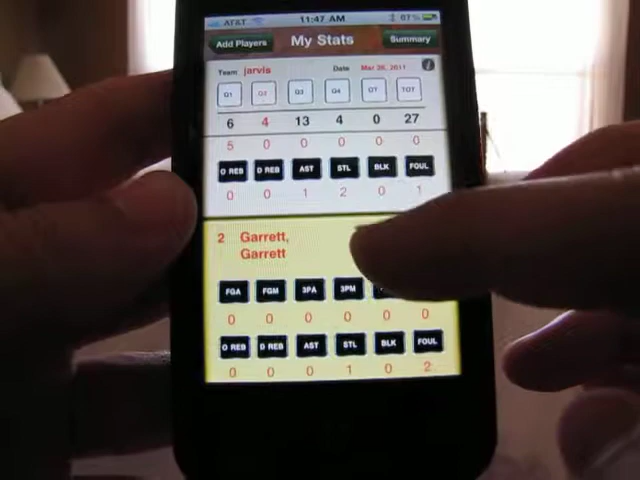 AT&T 11:47 AM 87%
Add Players My Stats Summary
Team jarvis Date Mar 26, 2011
Q1 Q2 Q3 Q4 OT TOT
6 4 13 4 0 27
5 0 0 0 0 0
O REB D REB AST STL BLK FOUL
0 0 1 2 0 1
2 Garrett,
Garrett
FGA FGM 3PA 3PM
0 0 0 0 0 0
O REB D REB AST STL BLK FOUL
0 0 0 1 0 2